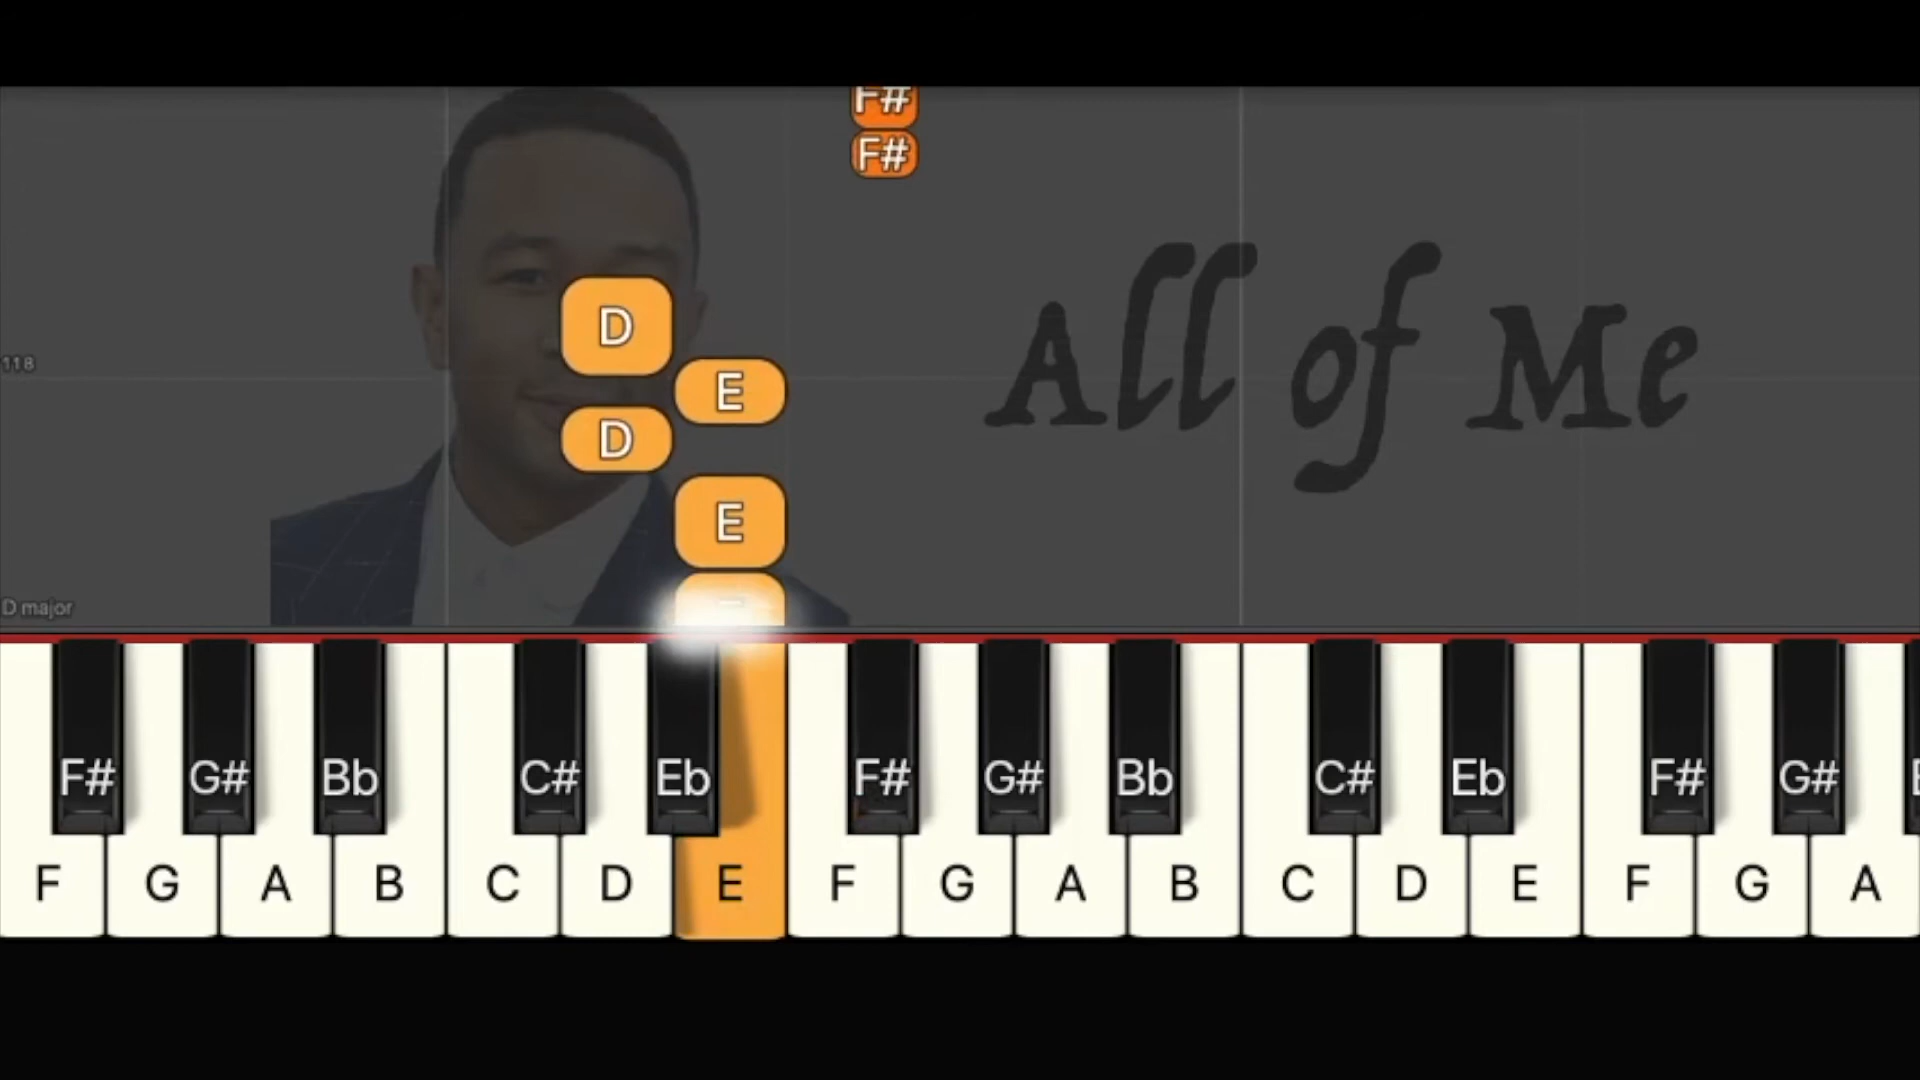 F#
F#
All of Me
D
118
E
D
E
D major
F# G# Bb C# Eb F# G# Bb C# Eb F# G#
F G A B C D E F G A B C D E F G A